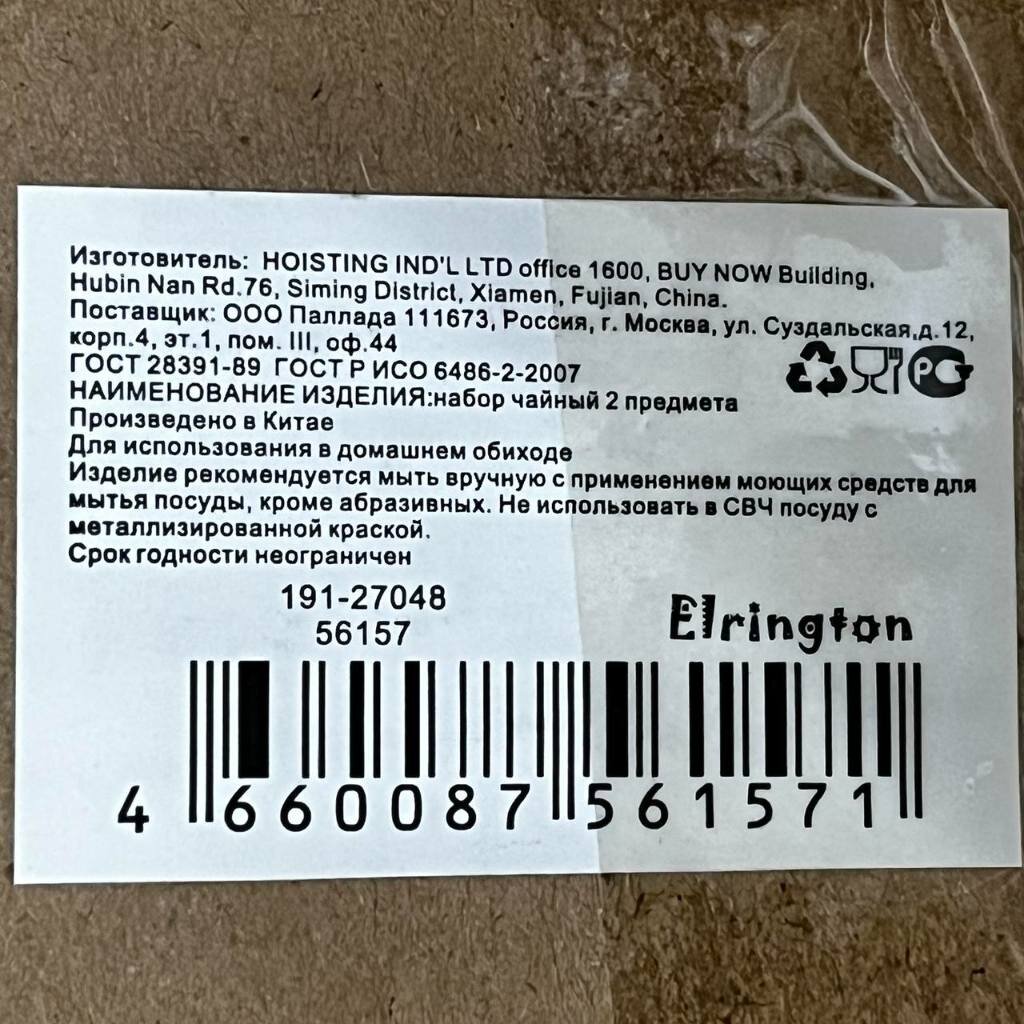 Изготовитель: HOISTING IND'L LTD office 1600, BUY NOW Building,
Hubin Nan Rd.76, Siming District, Xiamen, Fujian, China.
Поставщик: ООО Паллада 111673, Россия, г. Москва, ул. Суздальская,д.12,
корп.4, эт.1, пом. III, оф.44
ГОСТ 28391-89 ГОСТ Р ИСО 6486-2-2007
НАИМЕНОВАНИЕ ИЗДЕЛИЯ:набор чайный 2 предмета
Произведено в Китае
Для использования в домашнем обиходе
Изделие рекомендуется мыть вручную с применением моющих средств для
мытья посуды, кроме абразивных. Не использовать в СВЧ посуду с
металлизированной краской.
Срок годности неограничен
191-27048
56157
Elrington
4 660087 561571